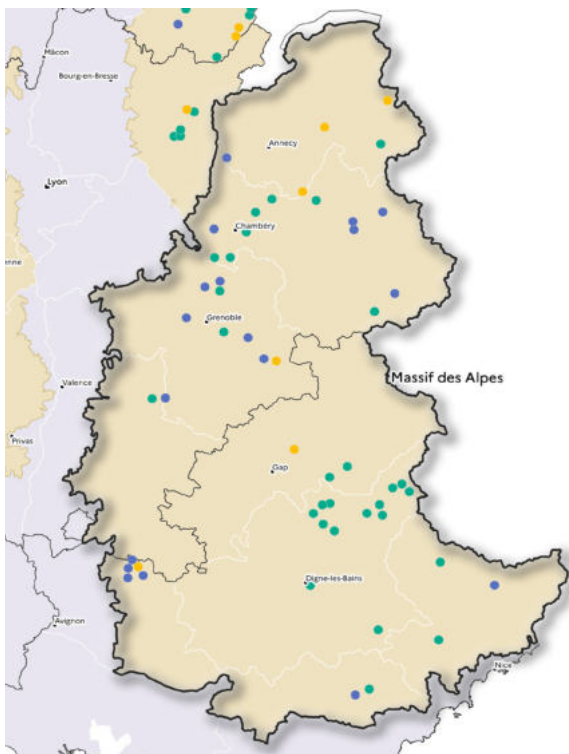 Mâcon
Bourg-en-Bresse
Annecy
Lyon
Chambéry
enne
Grenoble
Massif des Alpes
Valence
Privas
Gap
Digne-les-Bains
Avignon
Nice